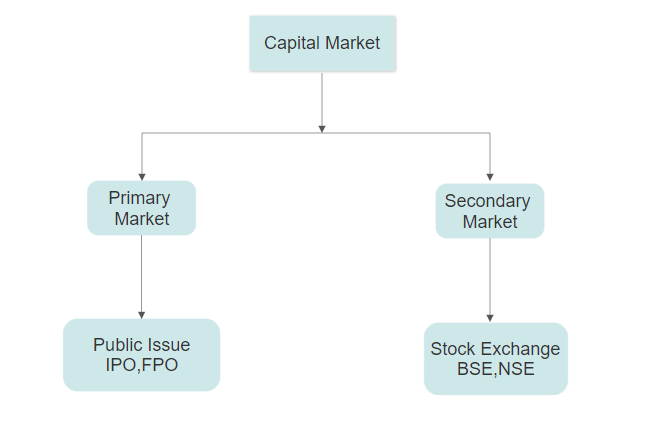 Capital Market
Primary
Market
Secondary
Market
Public Issue
IPO,FPO
Stock Exchange
BSE,NSE